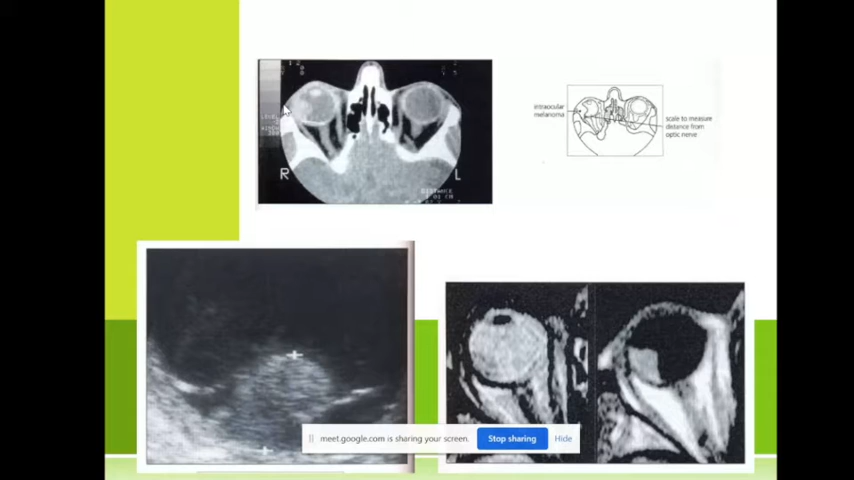 R
L
DISTANCE
intraocular
melanoma
scale to measure
distance from
optic nerve
meet.google.com is sharing your screen.
Stop sharing
Hide